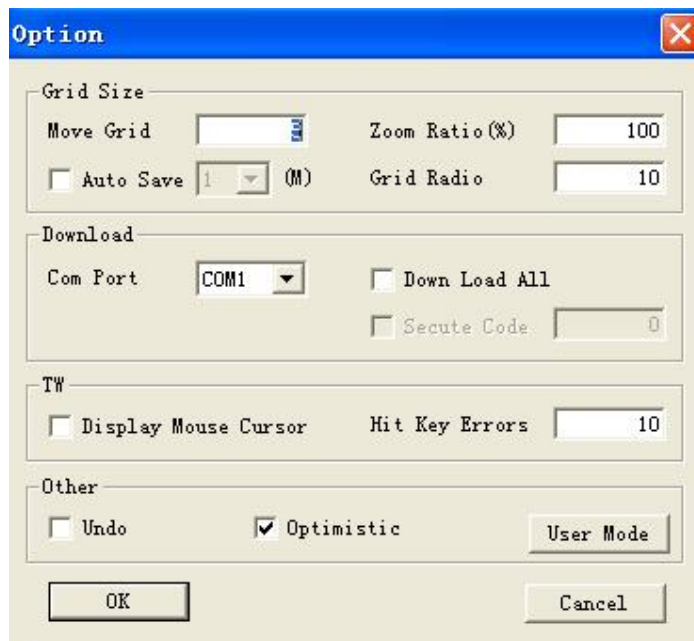 Option
Grid Size
Move Grid 3 Zoom Ratio(%) 100
Auto Save 1 (M) Grid Radio 10
Download
Com Port COM1 Down Load All
Secute Code 0
TW
Display Mouse Cursor Hit Key Errors 10
Other
Undo Optimistic User Mode
OK Cancel